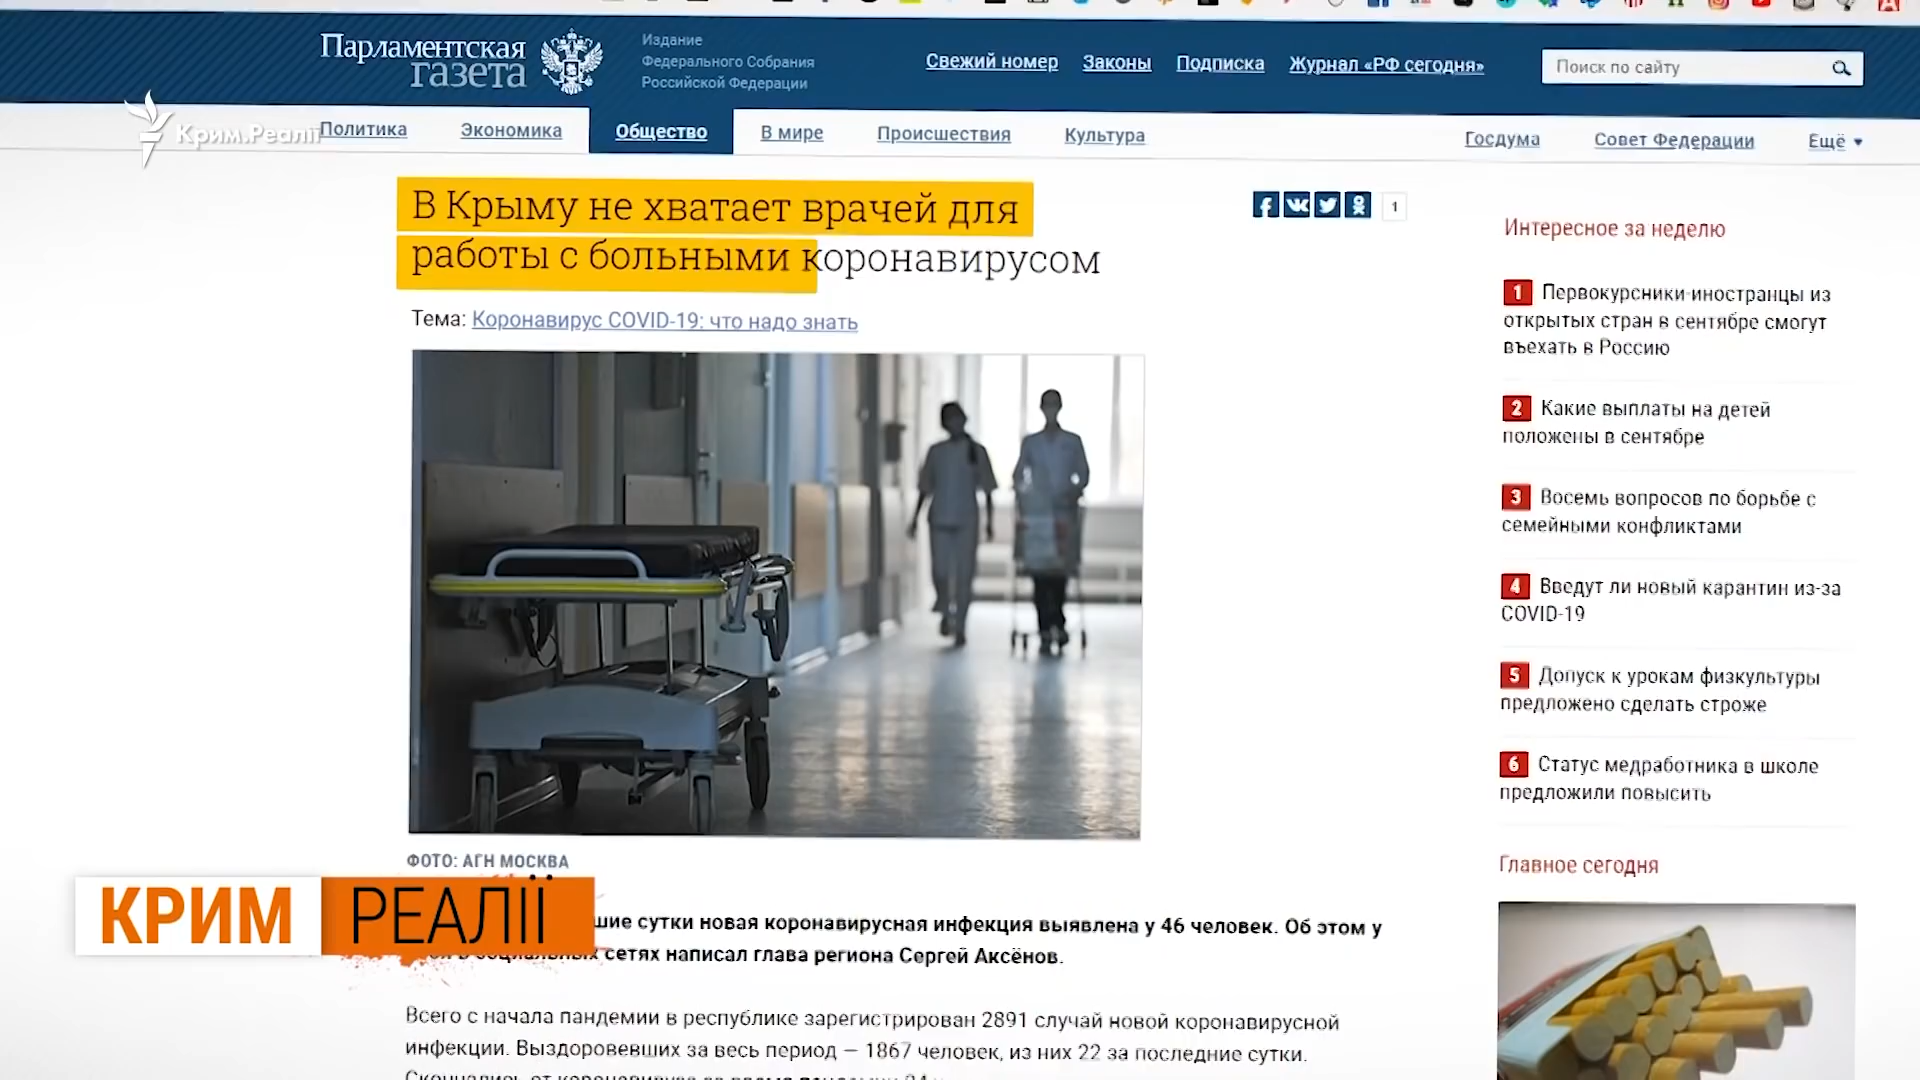 Парламентская
газета
Издание
Федерального Собрания
Российской Федерации
Свежий номер
Законы
Подписка
Журнал «РФ сегодня»
Поиск по сайту
Крим.Реалії
Политика
Экономика
Общество
В мире
Происшествия
Культура
Госдума
Совет Федерации
Ещё
В Крыму не хватает врачей для
работы с больными коронавирусом
1
Тема: Коронавирус COVID-19: что надо знать
ФОТО: АГН МОСКВА
сутки новая коронавирусная инфекция выявлена у 46 человек. Об этом у
в социальных сетях написал глава региона Сергей Аксёнов.
Всего с начала пандемии в республике зарегистрирован 2891 случай новой коронавирусной
инфекции. Выздоровевших за весь период — 1867 человек, из них 22 за последние сутки.
Интересное за неделю
1 Первокурсники-иностранцы из
открытых стран в сентябре смогут
въехать в Россию
2 Какие выплаты на детей
положены в сентябре
3 Восемь вопросов по борьбе с
семейными конфликтами
4 Введут ли новый карантин из-за
COVID-19
5 Допуск к урокам физкультуры
предложено сделать строже
6 Статус медработника в школе
предложили повысить
Главное сегодня
КРИМ РЕАЛІЇ